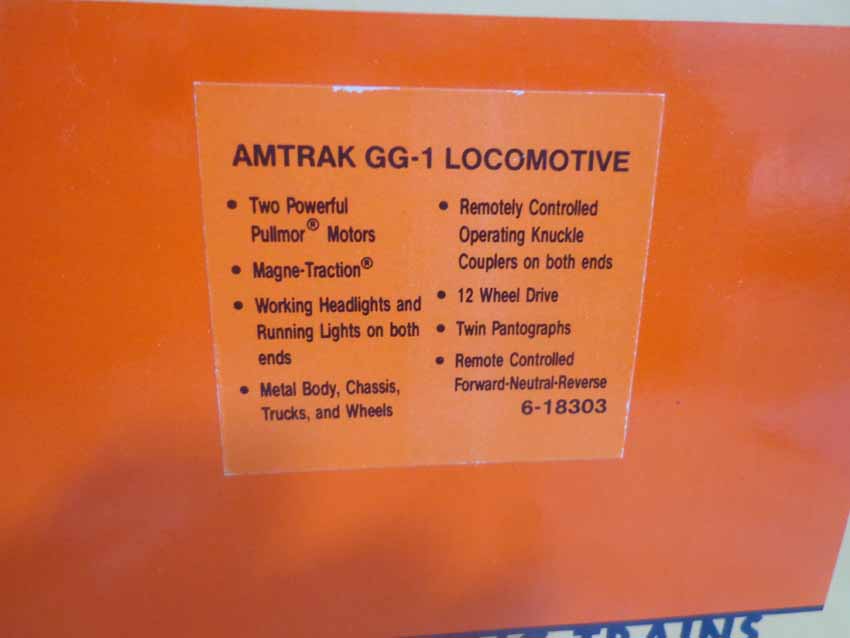 AMTRAK GG-1 LOCOMOTIVE
• Two Powerful
Pullmor® Motors
• Magne-Traction®
• Working Headlights and
Running Lights on both
ends
• Metal Body, Chassis,
Trucks, and Wheels
• Remotely Controlled
Operating Knuckle
Couplers on both ends
• 12 Wheel Drive
• Twin Pantographs
• Remote Controlled
Forward-Neutral-Reverse
6-18303
TRAINS